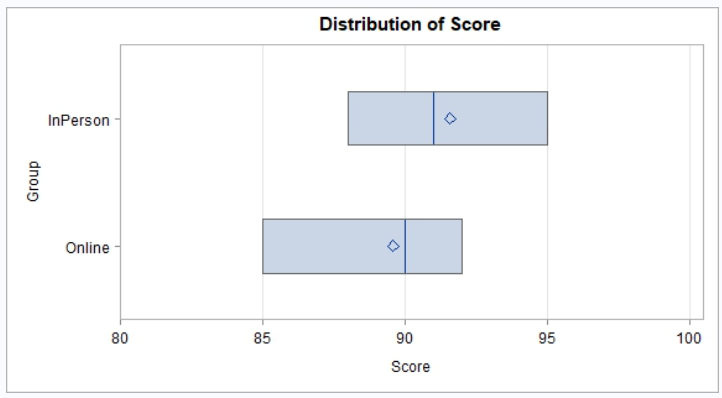 Distribution of Score
InPerson
Group
Online
80 85 90 95 100
Score